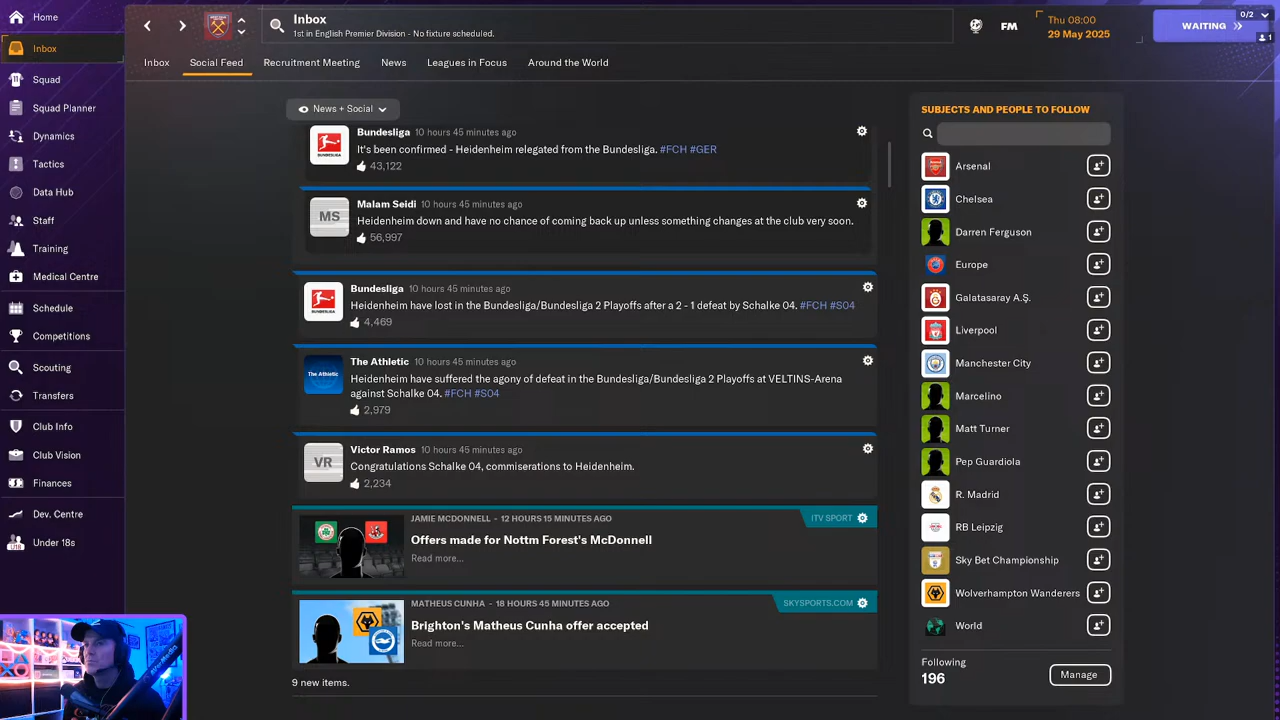 Home
Inbox
Squad
Squad Planner
Dynamics
Tactics
Data Hub
Staff
Training
Medical Centre
Schedule
Competitions
Scouting
Transfers
Club Info
Club Vision
Finances
Dev. Centre
U18
Under 18s
Inbox
1st in English Premier Division - No fixture scheduled.
FM
Thu 08:00
29 May 2025
WAITING
0/2
1
Inbox
Social Feed
Recruitment Meeting
News
Leagues in Focus
Around the World
News + Social
Bundesliga 10 hours 45 minutes ago
It's been confirmed - Heidenheim relegated from the Bundesliga. #FCH #GER
43,122
BUNDESLIGA
MS
Malam Seidi 10 hours 45 minutes ago
Heidenheim down and have no chance of coming back up unless something changes at the club very soon.
56,997
Bundesliga 10 hours 45 minutes ago
Heidenheim have lost in the Bundesliga/Bundesliga 2 Playoffs after a 2 - 1 defeat by Schalke 04. #FCH #S04
4,469
BUNDESLIGA
The Athletic
The Athletic 10 hours 45 minutes ago
Heidenheim have suffered the agony of defeat in the Bundesliga/Bundesliga 2 Playoffs at VELTINS-Arena
against Schalke 04. #FCH #S04
2,979
VR
Victor Ramos 10 hours 45 minutes ago
Congratulations Schalke 04, commiserations to Heidenheim.
2,234
JAMIE MCDONNELL - 12 HOURS 15 MINUTES AGO
ITV SPORT
Offers made for Nottm Forest's McDonnell
Read more...
MATHEUS CUNHA - 18 HOURS 45 MINUTES AGO
SKYSPORTS.COM
Brighton's Matheus Cunha offer accepted
Read more...
9 new items.
SUBJECTS AND PEOPLE TO FOLLOW
Arsenal
Chelsea
Darren Ferguson
Europe
Galatasaray A.Ş.
Liverpool
Manchester City
Marcelino
Matt Turner
Pep Guardiola
R. Madrid
RB Leipzig
Sky Bet Championship
Wolverhampton Wanderers
World
Following
196
Manage